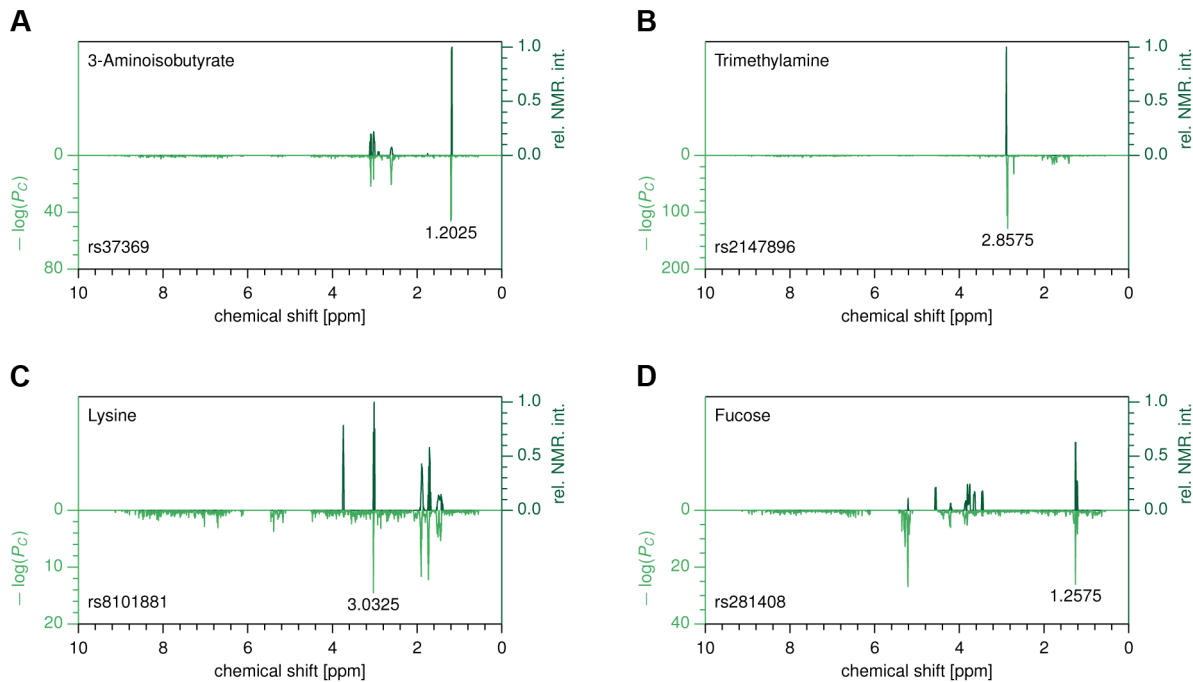 A
3-Aminoisobutyrate
1.0
0.5
0.0
rel. NMR. int.
0
40
80
− log(PC)
1.2025
rs37369
10 8 6 4 2 0
chemical shift [ppm]
B
Trimethylamine
1.0
0.5
0.0
rel. NMR. int.
0
100
200
− log(PC)
2.8575
rs2147896
10 8 6 4 2 0
chemical shift [ppm]
C
Lysine
1.0
0.5
0.0
rel. NMR. int.
0
10
20
− log(PC)
3.0325
rs8101881
10 8 6 4 2 0
chemical shift [ppm]
D
Fucose
1.0
0.5
0.0
rel. NMR. int.
0
20
40
− log(PC)
1.2575
rs281408
10 8 6 4 2 0
chemical shift [ppm]